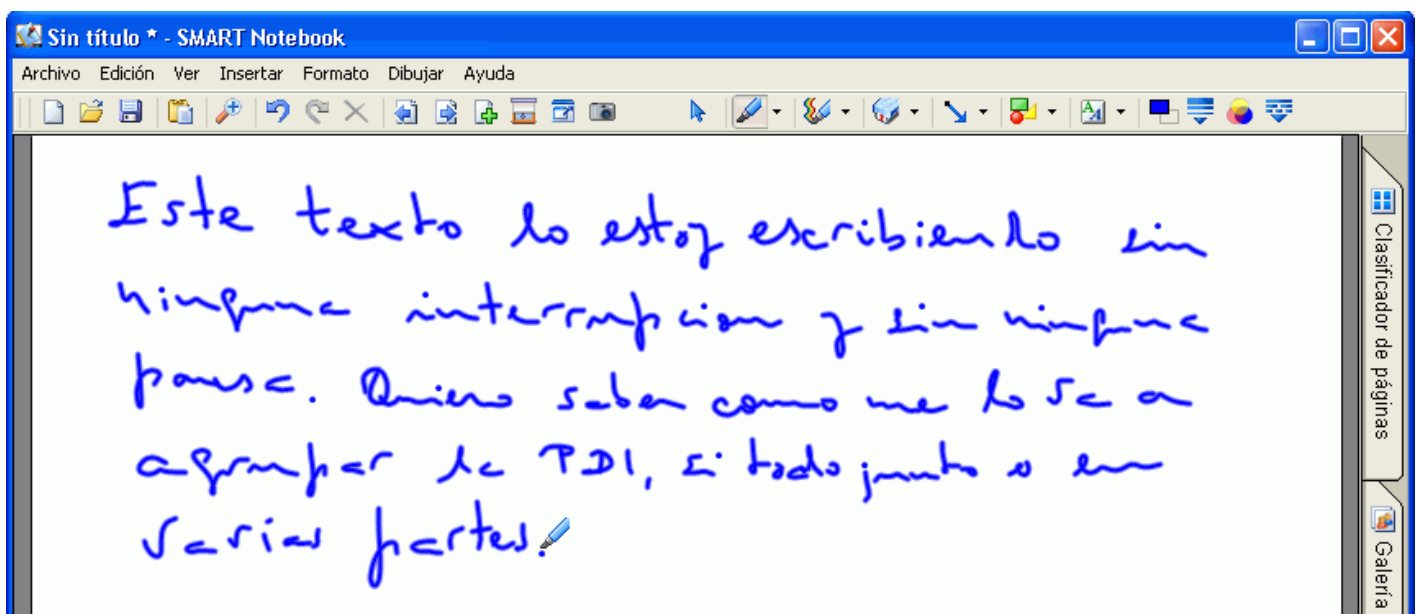 Sin título * - SMART Notebook
Archivo Edición Ver Insertar Formato Dibujar Ayuda
Este texto lo estoy escribiendo sin
ninguna interrupcion y sin ninguna
pausa. Quiero saber como me lo va a
agrupar la PDI, si todo junto o en
varias partes.
Clasificador de páginas
Galería